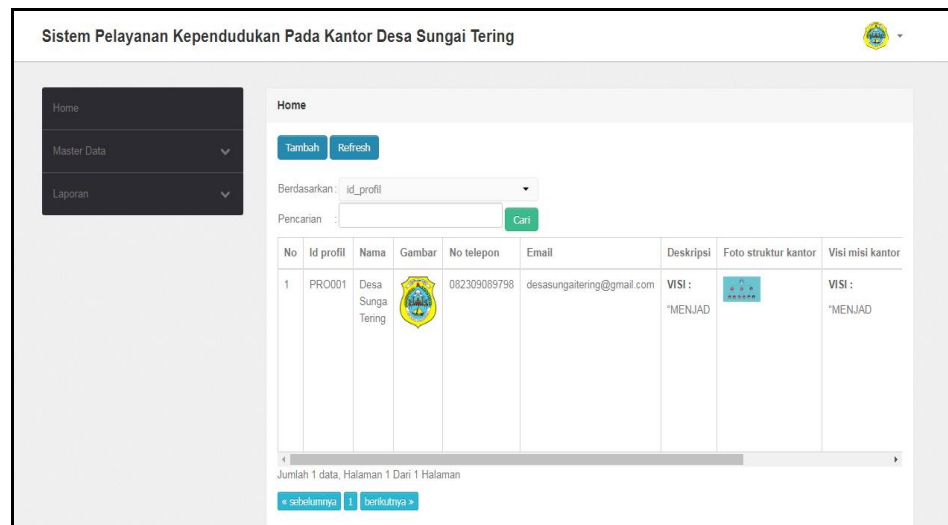 Sistem Pelayanan Kependudukan Pada Kantor Desa Sungai Tering
Home
Master Data
Laporan
Home
Tambah Refresh
Berdasarkan : id_profil
Pencarian : Cari
No Id profil Nama Gambar No telepon Email Deskripsi Foto struktur kantor Visi misi kantor
1 PRO001 Desa 082309089798 desasungaitering@gmail.com VISI : VISI :
Sunga "MENJAD "MENJAD
Tering
Jumlah 1 data, Halaman 1 Dari 1 Halaman
« sebelumnya 1 berikutnya »